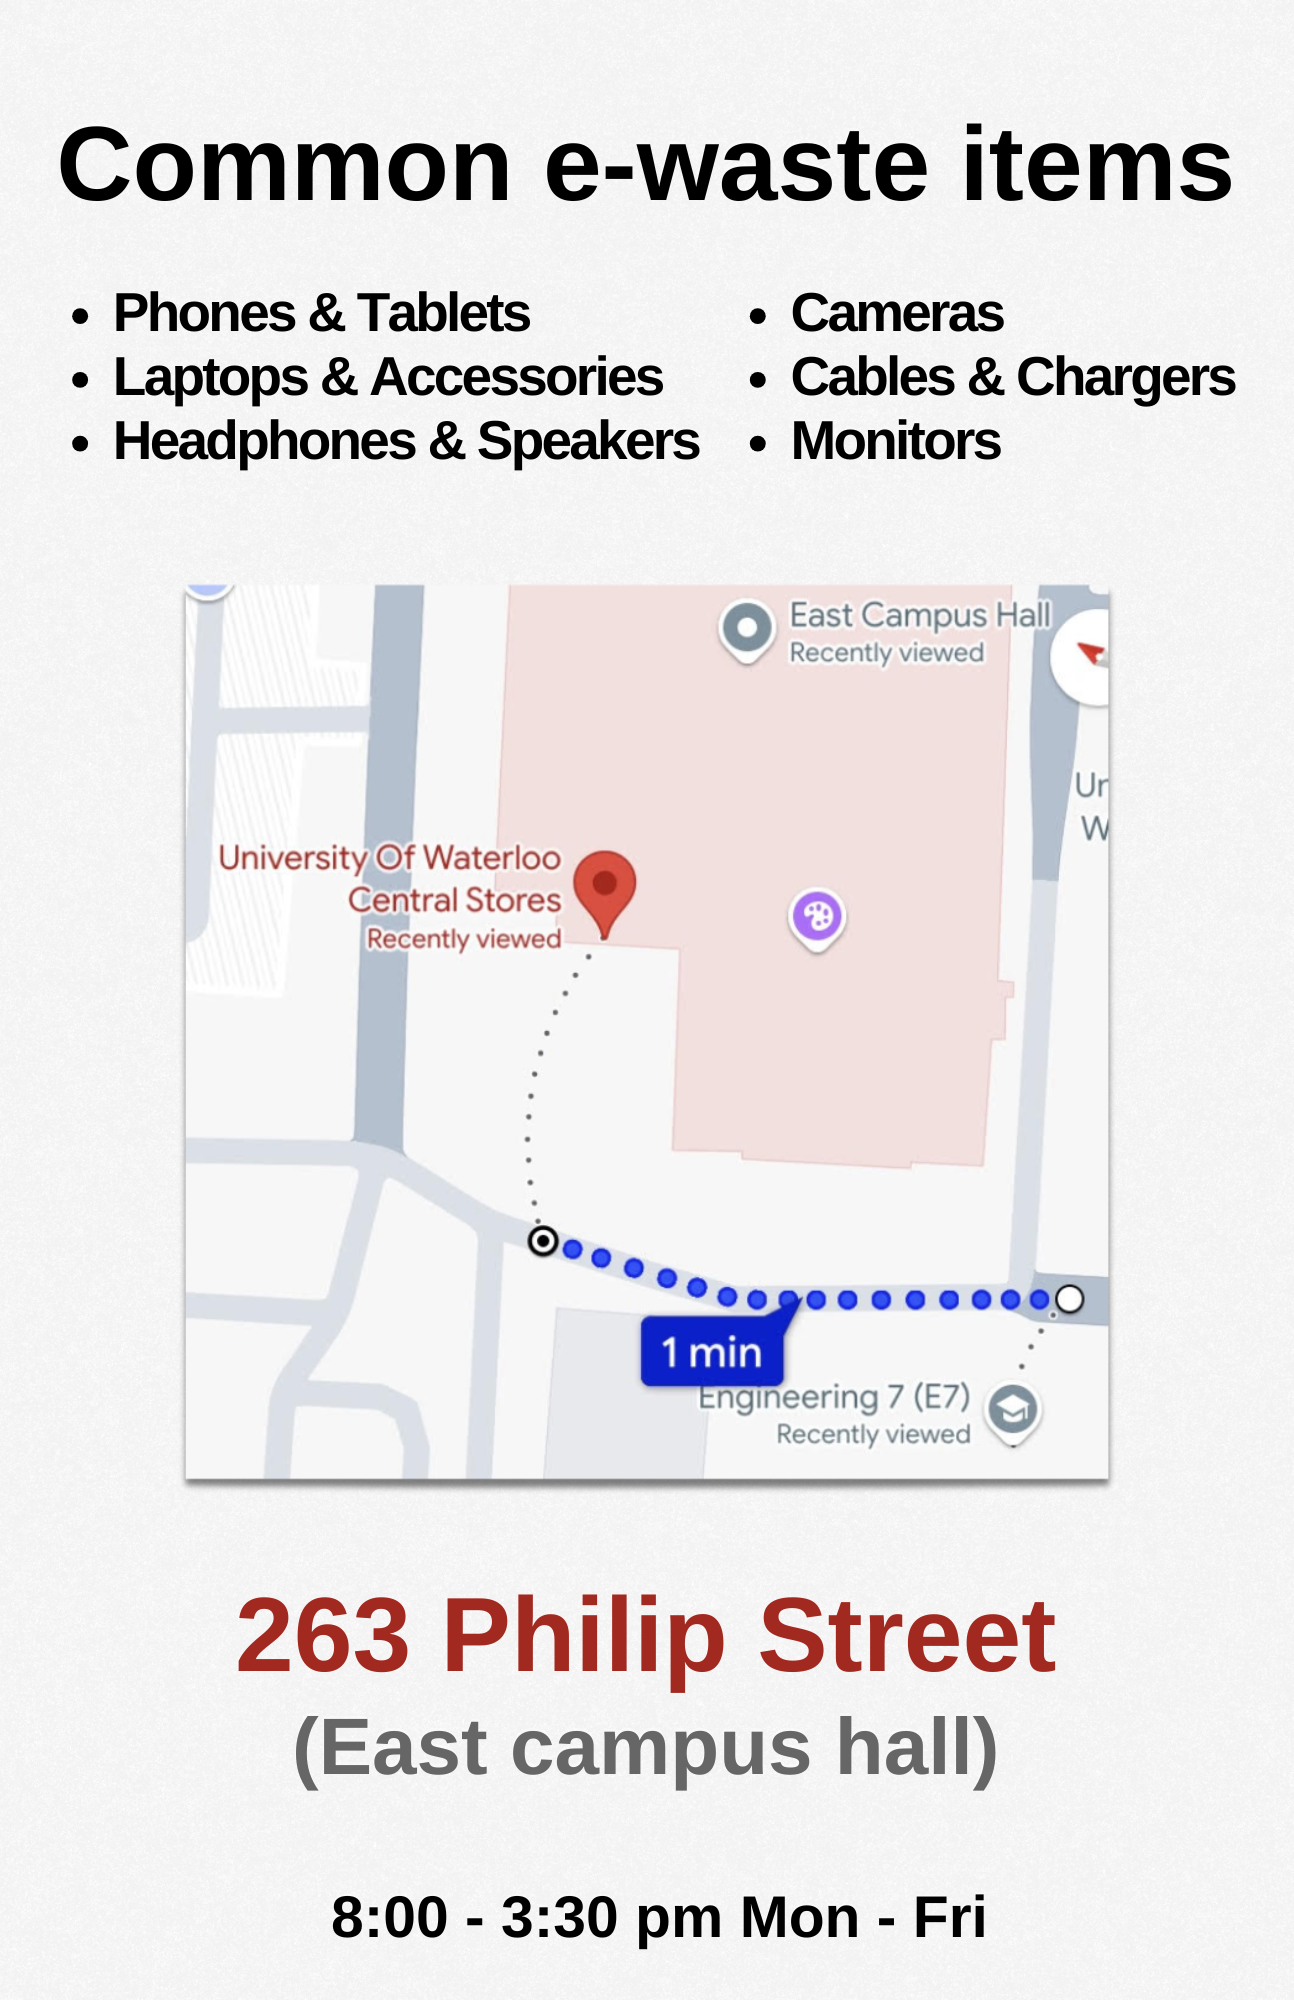 Common e-waste items
• Phones & Tablets
• Laptops & Accessories
• Headphones & Speakers
• Cameras
• Cables & Chargers
• Monitors
East Campus Hall
Recently viewed
Ur
W
University Of Waterloo
Central Stores
Recently viewed
1 min
Engineering 7 (E7)
Recently viewed
263 Philip Street
(East campus hall)
8:00 - 3:30 pm Mon - Fri